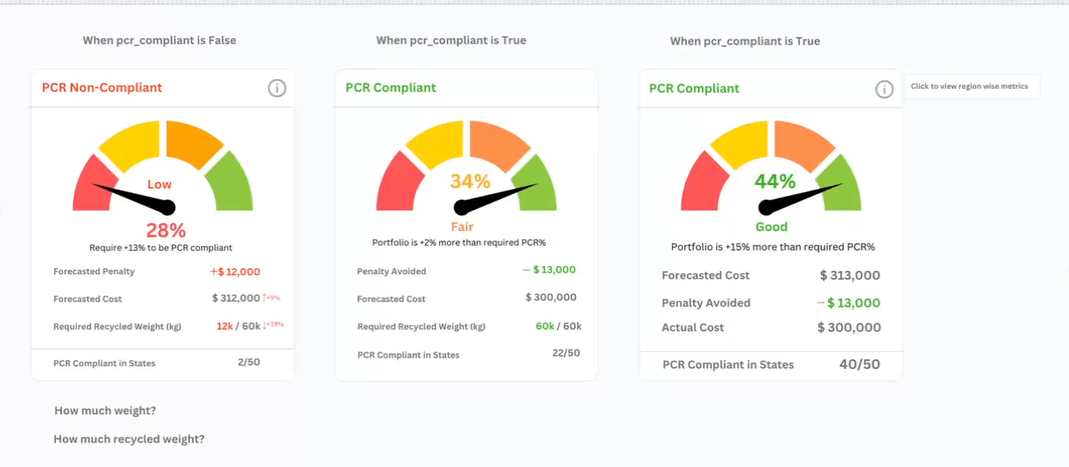 When pcr_compliant is False
When pcr_compliant is True
When pcr_compliant is True
PCR Non-Compliant
Low
28%
Require +13% to be PCR compliant
Forecasted Penalty +$ 12,000
Forecasted Cost $ 312,000 ↑+9%
Required Recycled Weight (kg) 12k / 60k ↓+19%
PCR Compliant in States 2/50
How much weight?
How much recycled weight?
PCR Compliant
34%
Fair
Portfolio is +2% more than required PCR%
Penalty Avoided — $ 13,000
Forecasted Cost $ 300,000
Required Recycled Weight (kg) 60k / 60k
PCR Compliant in States 22/50
PCR Compliant
Click to view region wise metrics
44%
Good
Portfolio is +15% more than required PCR%
Forecasted Cost $ 313,000
Penalty Avoided — $ 13,000
Actual Cost $ 300,000
PCR Compliant in States 40/50